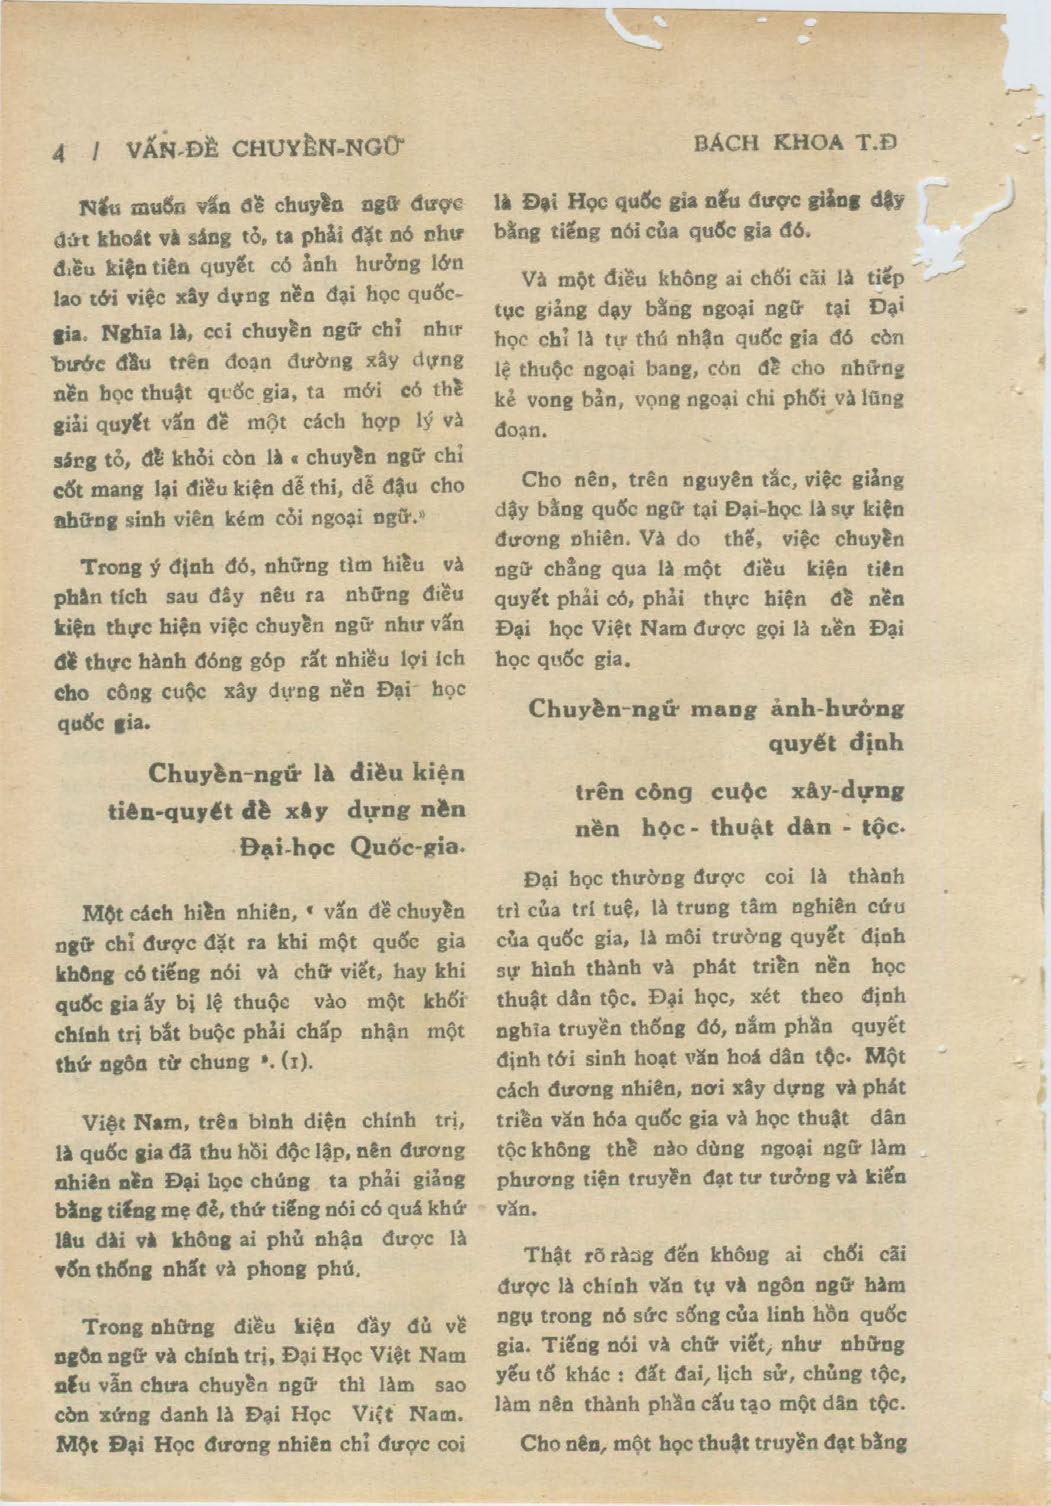 4 / VẤN-ĐỀ CHUYỂN-NGỮ
BÁCH KHOA T.Đ
Nếu muốn vấn đề chuyển ngữ được
dứt khoát và sáng tỏ, ta phải đặt nó như
điều kiện tiên quyết có ảnh hưởng lớn
lao tới việc xây dựng nền đại học quốc-
gia. Nghĩa là, coi chuyển ngữ chỉ như
bước đầu trên đoạn đường xây dựng
nền học thuật quốc gia, ta mới có thể
giải quyết vấn đề một cách hợp lý và
sáng tỏ, để khỏi còn là « chuyển ngữ chỉ
cốt mang lại điều kiện dễ thi, dễ đậu cho
những sinh viên kém cỏi ngoại ngữ.»
Trong ý định đó, những tìm hiểu và
phân tích sau đây nêu ra những điều
kiện thực hiện việc chuyển ngữ như vấn
đề thực hành đóng góp rất nhiều lợi ích
cho công cuộc xây dựng nền Đại học
quốc gia.
Chuyển-ngữ là điều kiện
tiên-quyết để xây dựng nền
Đại-học Quốc-gia.
Một cách hiển nhiên, « vấn đề chuyển
ngữ chỉ được đặt ra khi một quốc gia
không có tiếng nói và chữ viết, hay khi
quốc gia ấy bị lệ thuộc vào một khối
chính trị bắt buộc phải chấp nhận một
thứ ngôn từ chung ». (1).
Việt Nam, trên bình diện chính trị,
là quốc gia đã thu hồi độc lập, nên đương
nhiên nền Đại học chúng ta phải giảng
bằng tiếng mẹ đẻ, thứ tiếng nói có quá khứ
lâu dài và không ai phủ nhận được là
vốn thống nhất và phong phú.
Trong những điều kiện đầy đủ về
ngôn ngữ và chính trị, Đại Học Việt Nam
nếu vẫn chưa chuyển ngữ thì làm sao
còn xứng danh là Đại Học Việt Nam.
Một Đại Học đương nhiên chỉ được coi
là Đại Học quốc gia nếu được giảng dậy
bằng tiếng nói của quốc gia đó.
Và một điều không ai chối cãi là tiếp
tục giảng dạy bằng ngoại ngữ tại Đại
học chỉ là tự thú nhận quốc gia đó còn
lệ thuộc ngoại bang, còn để cho những
kẻ vong bản, vọng ngoại chi phối và lũng
đoạn.
Cho nên, trên nguyên tắc, việc giảng
dậy bằng quốc ngữ tại Đại-học là sự kiện
đương nhiên. Và do thế, việc chuyển
ngữ chẳng qua là một điều kiện tiên
quyết phải có, phải thực hiện để nền
Đại học Việt Nam được gọi là nền Đại
học quốc gia.
Chuyển-ngữ mang ảnh-hưởng
quyết định
trên công cuộc xây-dựng
nền học - thuật dân - tộc.
Đại học thường được coi là thành
trì của trí tuệ, là trung tâm nghiên cứu
của quốc gia, là môi trường quyết định
sự hình thành và phát triển nền học
thuật dân tộc. Đại học, xét theo định
nghĩa truyền thống đó, nắm phần quyết
định tới sinh hoạt văn hoá dân tộc. Một
cách đương nhiên, nơi xây dựng và phát
triển văn hóa quốc gia và học thuật dân
tộc không thể nào dùng ngoại ngữ làm
phương tiện truyền đạt tư tưởng và kiến
văn.
Thật rõ ràng đến không ai chối cãi
được là chính văn tự và ngôn ngữ hàm
ngụ trong nó sức sống của linh hồn quốc
gia. Tiếng nói và chữ viết, như những
yếu tố khác : đất đai, lịch sử, chủng tộc,
làm nên thành phần cấu tạo một dân tộc.
Cho nên, một học thuật truyền đạt bằng